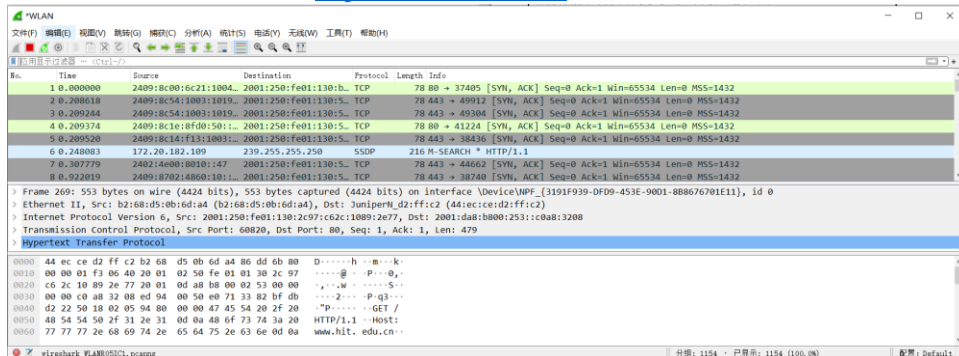 *WLAN
文件(F) 编辑(E) 视图(V) 跳转(G) 捕获(C) 分析(A) 统计(S) 电话(Y) 无线(W) 工具(T) 帮助(H)
应用显示过滤器 … <Ctrl-/>
No. Time Source Destination Protocol Length Info
1 0.000000 2409:8c00:6c21:1004… 2001:250:fe01:130:b… TCP 78 80 → 37405 [SYN, ACK] Seq=0 Ack=1 Win=65534 Len=0 MSS=1432
2 0.208618 2409:8c54:1003:1019… 2001:250:fe01:130:5… TCP 78 443 → 49912 [SYN, ACK] Seq=0 Ack=1 Win=65534 Len=0 MSS=1432
3 0.209244 2409:8c54:1003:1019… 2001:250:fe01:130:5… TCP 78 443 → 49304 [SYN, ACK] Seq=0 Ack=1 Win=65534 Len=0 MSS=1432
4 0.209374 2409:8c1e:8fd0:50::… 2001:250:fe01:130:5… TCP 78 80 → 41224 [SYN, ACK] Seq=0 Ack=1 Win=65534 Len=0 MSS=1432
5 0.209520 2409:8c14:f13:1003:… 2001:250:fe01:130:5… TCP 78 443 → 38436 [SYN, ACK] Seq=0 Ack=1 Win=65534 Len=0 MSS=1432
6 0.248083 172.20.182.109 239.255.255.250 SSDP 216 M-SEARCH * HTTP/1.1
7 0.307779 2402:4e00:8010::47 2001:250:fe01:130:5… TCP 78 443 → 44662 [SYN, ACK] Seq=0 Ack=1 Win=65534 Len=0 MSS=1432
8 0.922019 2409:8702:4860:10::… 2001:250:fe01:130:5… TCP 78 443 → 38740 [SYN, ACK] Seq=0 Ack=1 Win=65534 Len=0 MSS=1432
> Frame 269: 553 bytes on wire (4424 bits), 553 bytes captured (4424 bits) on interface \Device\NPF_{3191F939-DFD9-453E-90D1-8B8676701E11}, id 0
> Ethernet II, Src: b2:68:d5:0b:6d:a4 (b2:68:d5:0b:6d:a4), Dst: JuniperN_d2:ff:c2 (44:ec:ce:d2:ff:c2)
> Internet Protocol Version 6, Src: 2001:250:fe01:130:2c97:c62c:1089:2e77, Dst: 2001:da8:b800:253::c0a8:3208
> Transmission Control Protocol, Src Port: 60820, Dst Port: 80, Seq: 1, Ack: 1, Len: 479
> Hypertext Transfer Protocol
0000 44 ec ce d2 ff c2 b2 68 d5 0b 6d a4 86 dd 6b 80 D······h ··m···k·
0010 00 00 01 f3 06 40 20 01 02 50 fe 01 01 30 2c 97 ·····@ · ·P···0,·
0020 c6 2c 10 89 2e 77 20 01 0d a8 b8 00 02 53 00 00 ·,··.w · ·····S··
0030 00 00 c0 a8 32 08 ed 94 00 50 e0 71 33 82 bf db ····2··· ·P·q3···
0040 d2 22 50 18 02 05 94 80 00 00 47 45 54 20 2f 20 ·"P····· ··GET /
0050 48 54 54 50 2f 31 2e 31 0d 0a 48 6f 73 74 3a 20 HTTP/1.1 ··Host:
0060 77 77 77 2e 68 69 74 2e 65 64 75 2e 63 6e 0d 0a www.hit. edu.cn··
wireshark_WLANR05IC1.pcapng 分组: 1154 · 已显示: 1154 (100.0%) 配置: Default